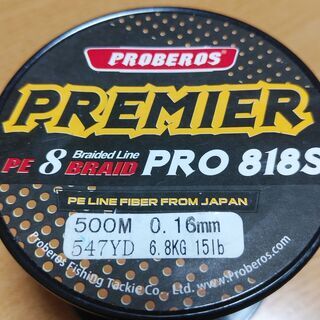 PROBEROS®
PREMIER
PE 8 Braided Line BRAID PRO 818S
PE LINE FIBER FROM JAPAN
500M 0.16mm
547YD 6.8KG 15lb
Proberos Fishing Tackle Co., Ltd. www.Proberos.com